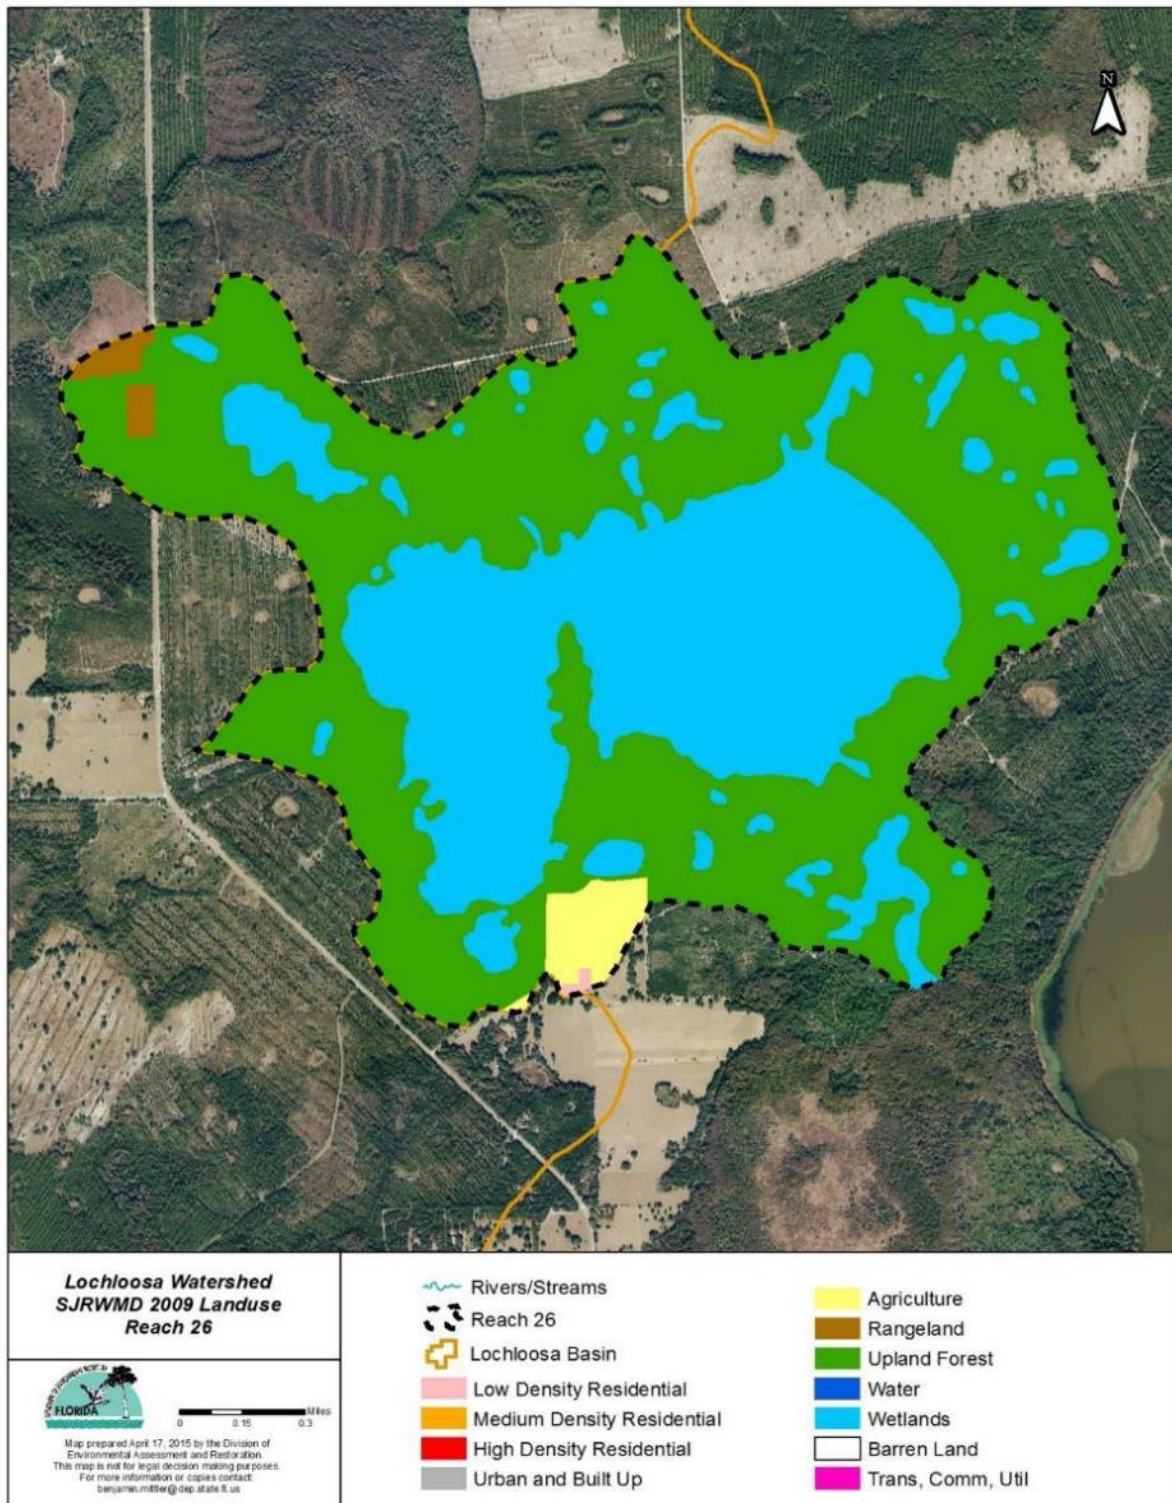 N
Lochloosa Watershed
SJRWMD 2009 Landuse
Reach 26
FLORIDA
Miles
0 0.15 0.3
Map prepared April 17, 2015 by the Division of
Environmental Assessment and Restoration.
This map is not for legal decision making purposes.
For more information or copies contact:
benjamin.mittler@dep.state.fl.us
Rivers/Streams
Reach 26
Lochloosa Basin
Low Density Residential
Medium Density Residential
High Density Residential
Urban and Built Up
Agriculture
Rangeland
Upland Forest
Water
Wetlands
Barren Land
Trans, Comm, Util